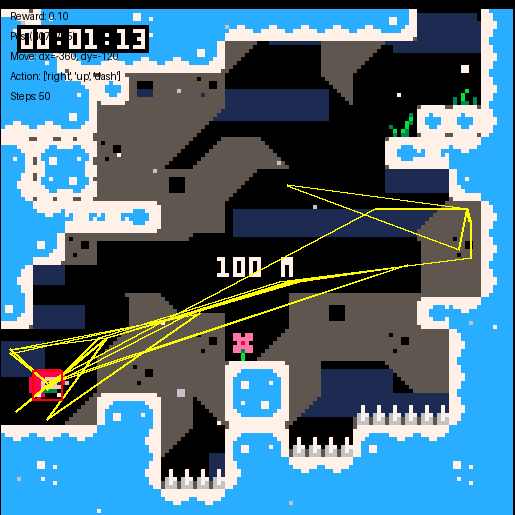 Reward: 0.10
00:01:13
Move: dx=-360, dy=-120
Action: ['right', 'up', 'dash']
Steps: 50
100 M